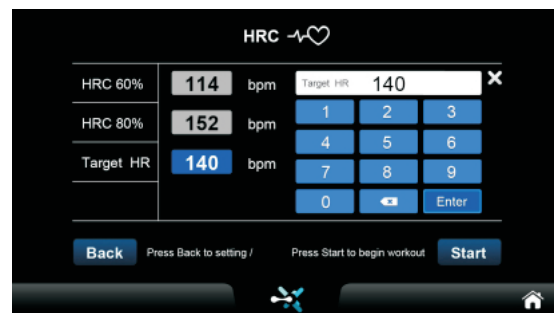 HRC
HRC 60% 114 bpm
Target HR 140
HRC 80% 152 bpm
Target HR 140 bpm
1 2 3
4 5 6
7 8 9
0 Enter
Back Press Back to setting / Press Start to begin workout Start